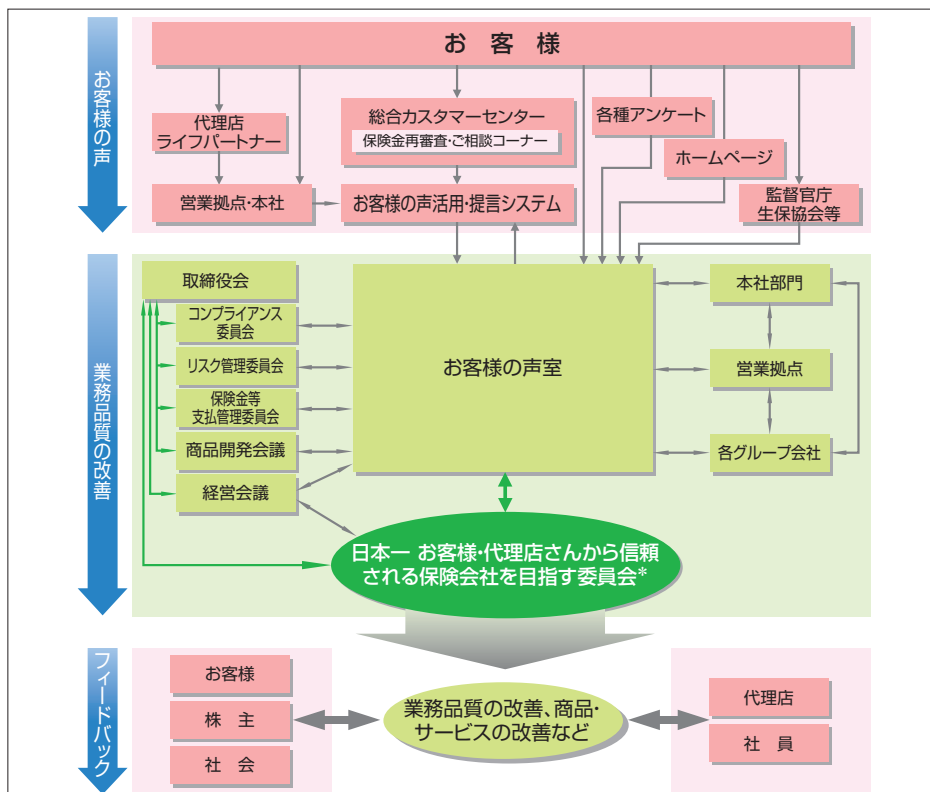 お客様の声
お 客 様
代理店
ライフパートナー
総合カスタマーセンター
保険金再審査・ご相談コーナー
各種アンケート
ホームページ
営業拠点・本社
お客様の声活用・提言システム
監督官庁
生保協会等
業務品質の改善
取締役会
コンプライアンス
委員会
リスク管理委員会
保険金等
支払管理委員会
商品開発会議
経営会議
お客様の声室
本社部門
営業拠点
各グループ会社
日本一 お客様・代理店さんから信頼
される保険会社を目指す委員会*
フィードバック
お客様
株 主
社 会
業務品質の改善、商品・
サービスの改善など
代理店
社 員